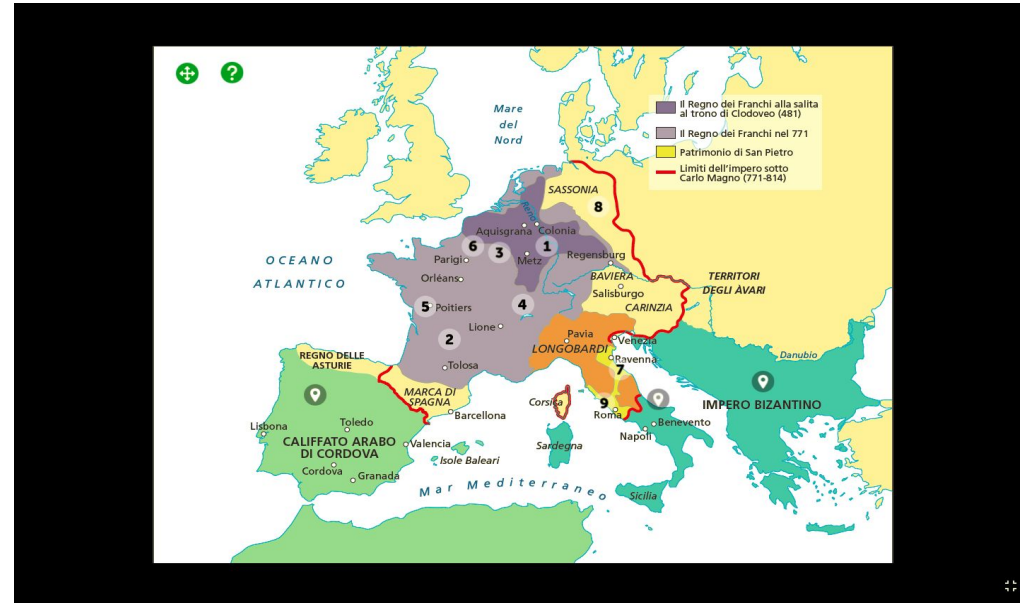 ?
Il Regno dei Franchi alla salita
al trono di Clodoveo (481)
Il Regno dei Franchi nel 771
Patrimonio di San Pietro
Limiti dell'impero sotto
Carlo Magno (771-814)
Mare
del
Nord
SASSONIA
8
Reno
Aquisgrana
Colonia
6
3
1
Parigi
Metz
Regensburg
OCEANO
ATLANTICO
Orléans
BAVIERA
TERRITORI
DEGLI ÀVARI
Salisburgo
5
Poitiers
4
CARINZIA
Lione
2
Pavia
LONGOBARDI
Venezia
Ravenna
7
Danubio
REGNO DELLE
ASTURIE
Tolosa
MARCA DI
SPAGNA
Corsica
9
Roma
IMPERO BIZANTINO
Barcellona
Benevento
Napoli
Lisbona
Toledo
CALIFFATO ARABO
DI CORDOVA
Valencia
Isole Baleari
Sardegna
Cordova
Granada
Mar Mediterraneo
Sicilia